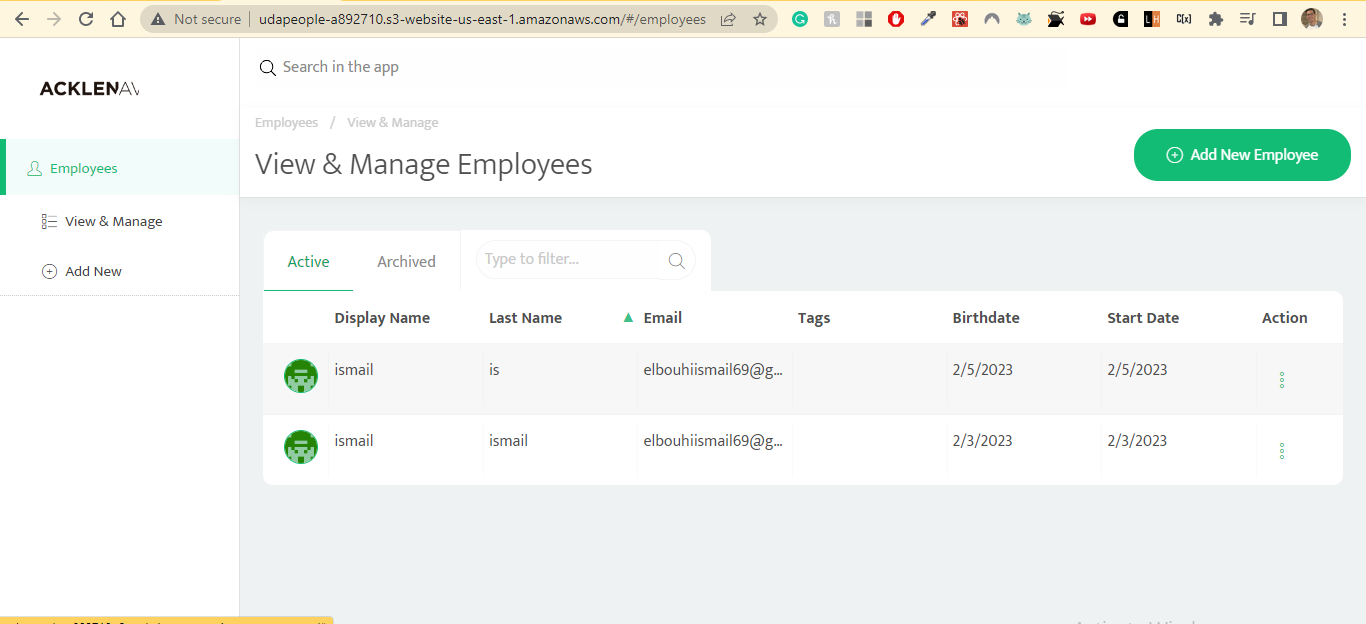 Not secure | udapeople-a892710.s3-website-us-east-1.amazonaws.com/#/employees
ACKLENAV
Search in the app
Employees / View & Manage
View & Manage Employees
Add New Employee
Employees
View & Manage
Add New
Active Archived Type to filter...
Display Name Last Name Email Tags Birthdate Start Date Action
ismail is elbouhiismail69@g... 2/5/2023 2/5/2023
ismail ismail elbouhiismail69@g... 2/3/2023 2/3/2023